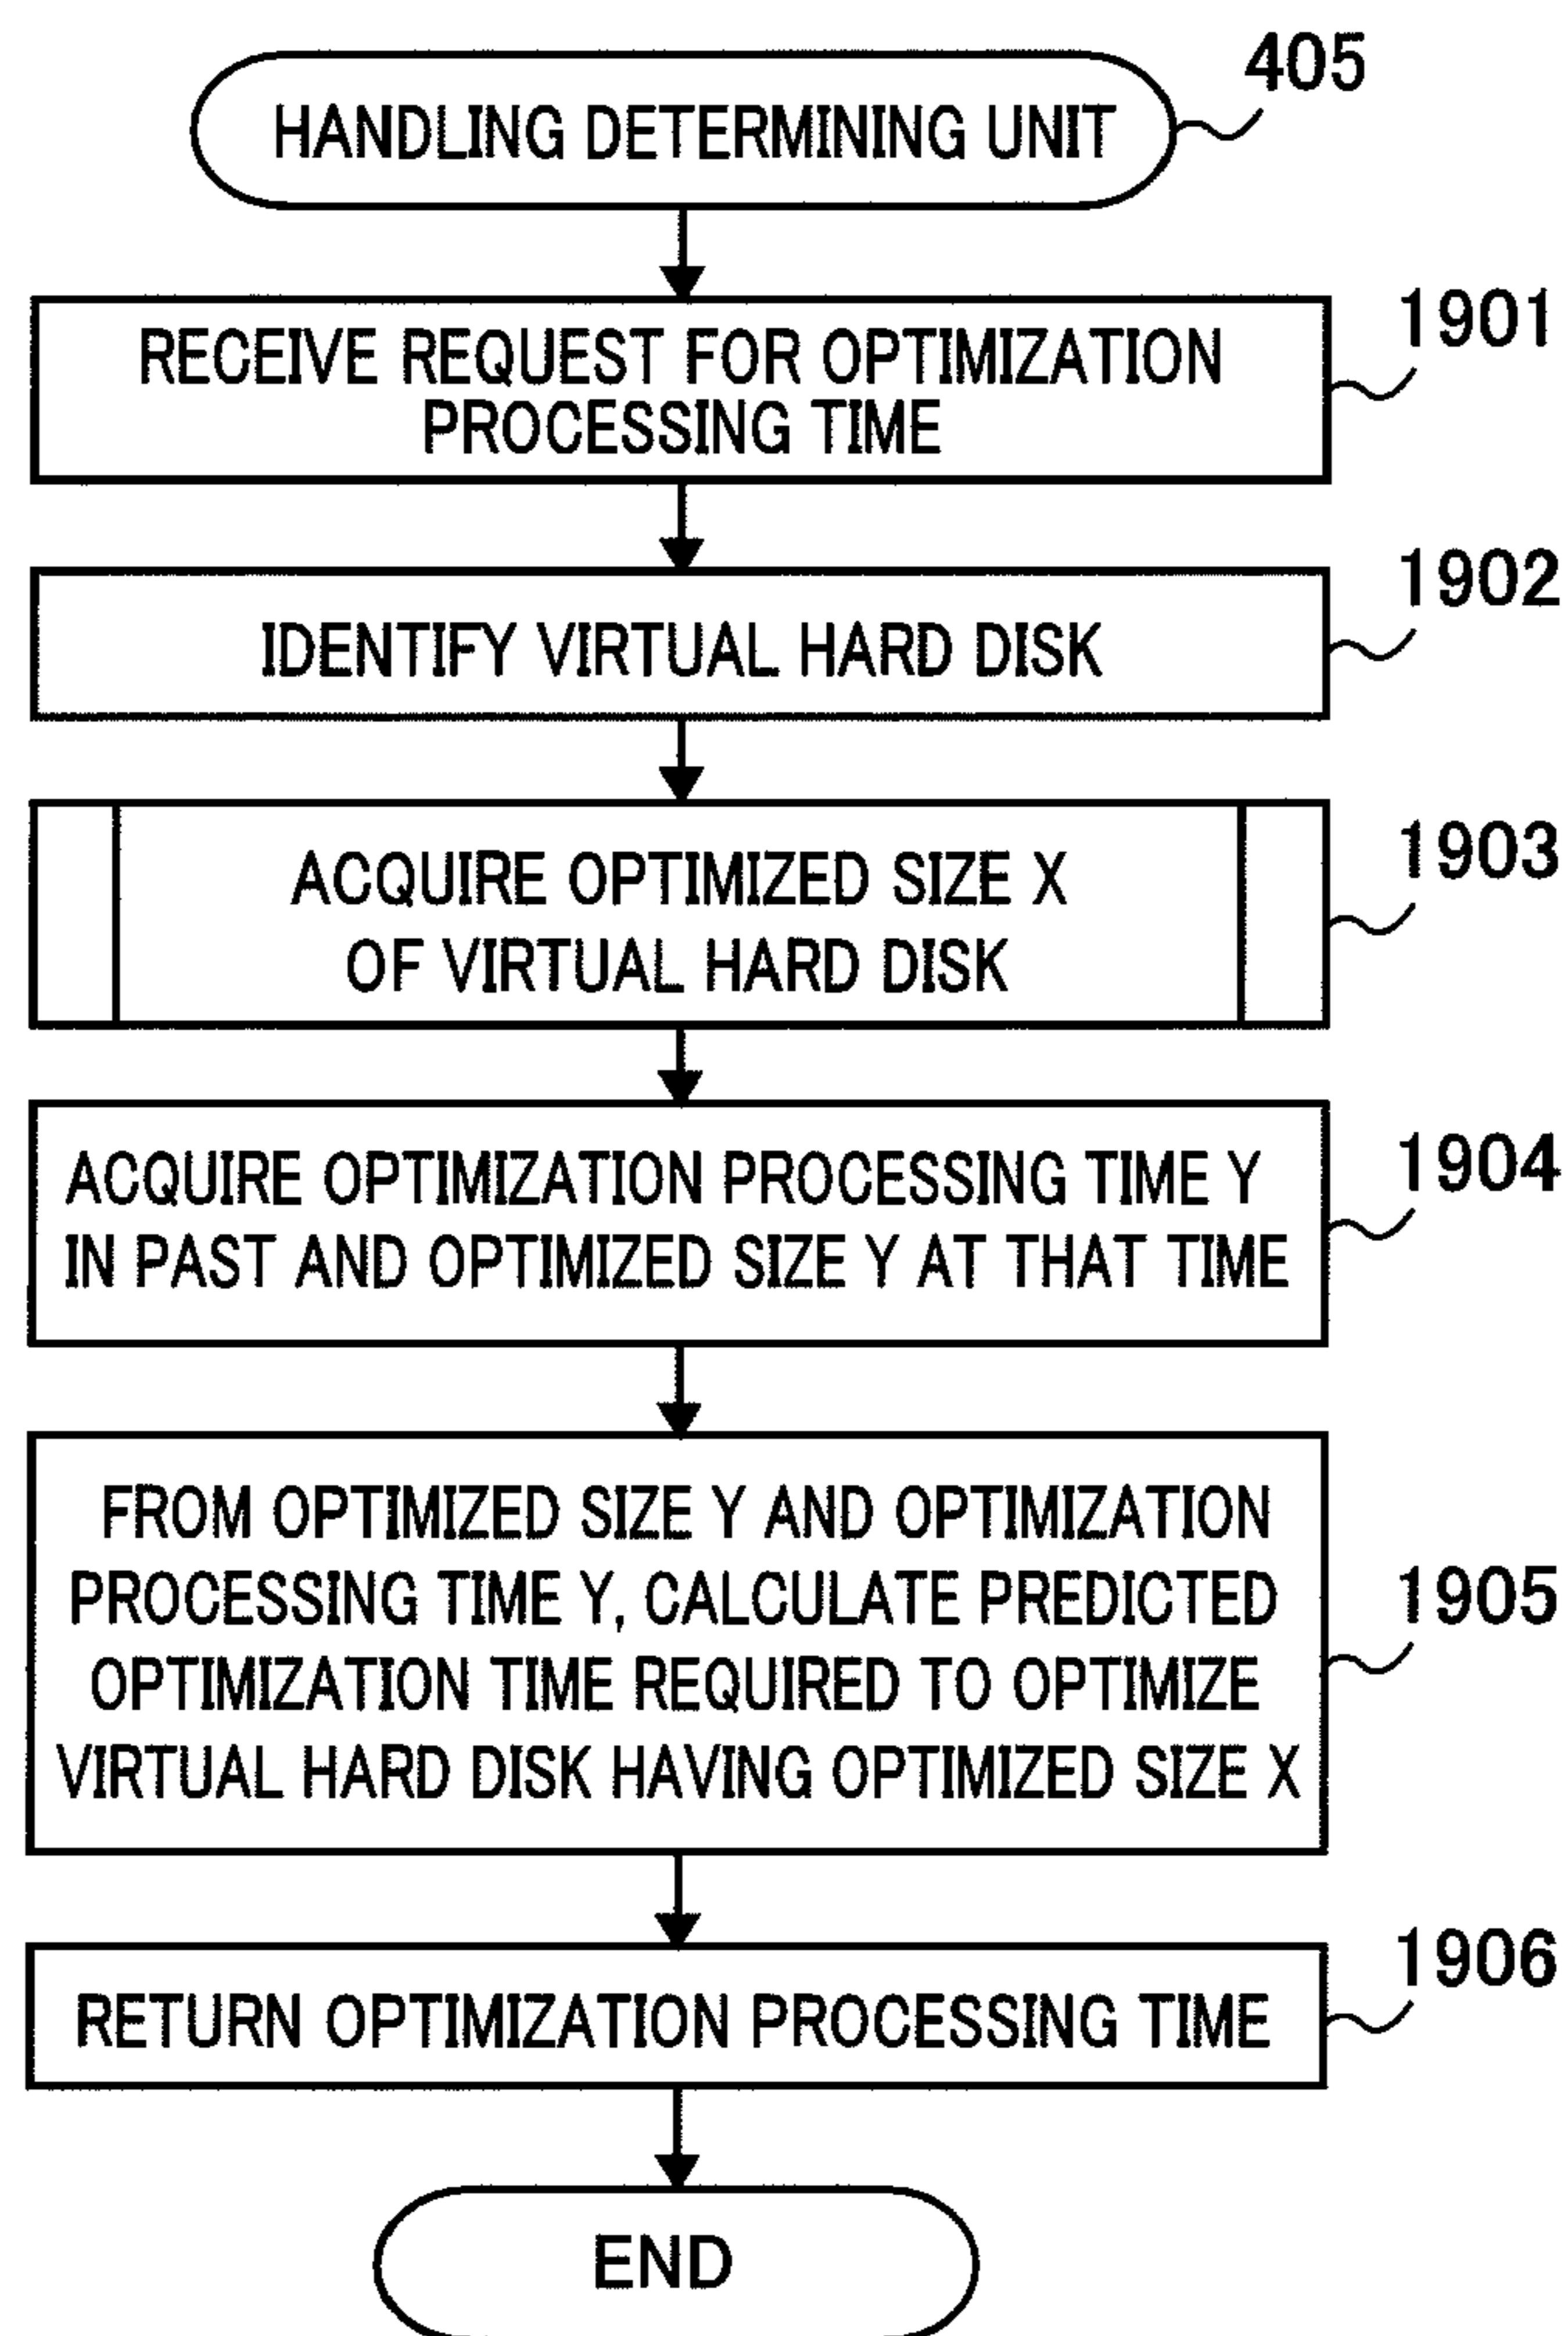 405
HANDLING DETERMINING UNIT
1901
RECEIVE REQUEST FOR OPTIMIZATION
PROCESSING TIME
1902
IDENTIFY VIRTUAL HARD DISK
1903
ACQUIRE OPTIMIZED SIZE X
OF VIRTUAL HARD DISK
1904
ACQUIRE OPTIMIZATION PROCESSING TIME Y
IN PAST AND OPTIMIZED SIZE Y AT THAT TIME
1905
FROM OPTIMIZED SIZE Y AND OPTIMIZATION
PROCESSING TIME Y, CALCULATE PREDICTED
OPTIMIZATION TIME REQUIRED TO OPTIMIZE
VIRTUAL HARD DISK HAVING OPTIMIZED SIZE X
1906
RETURN OPTIMIZATION PROCESSING TIME
END